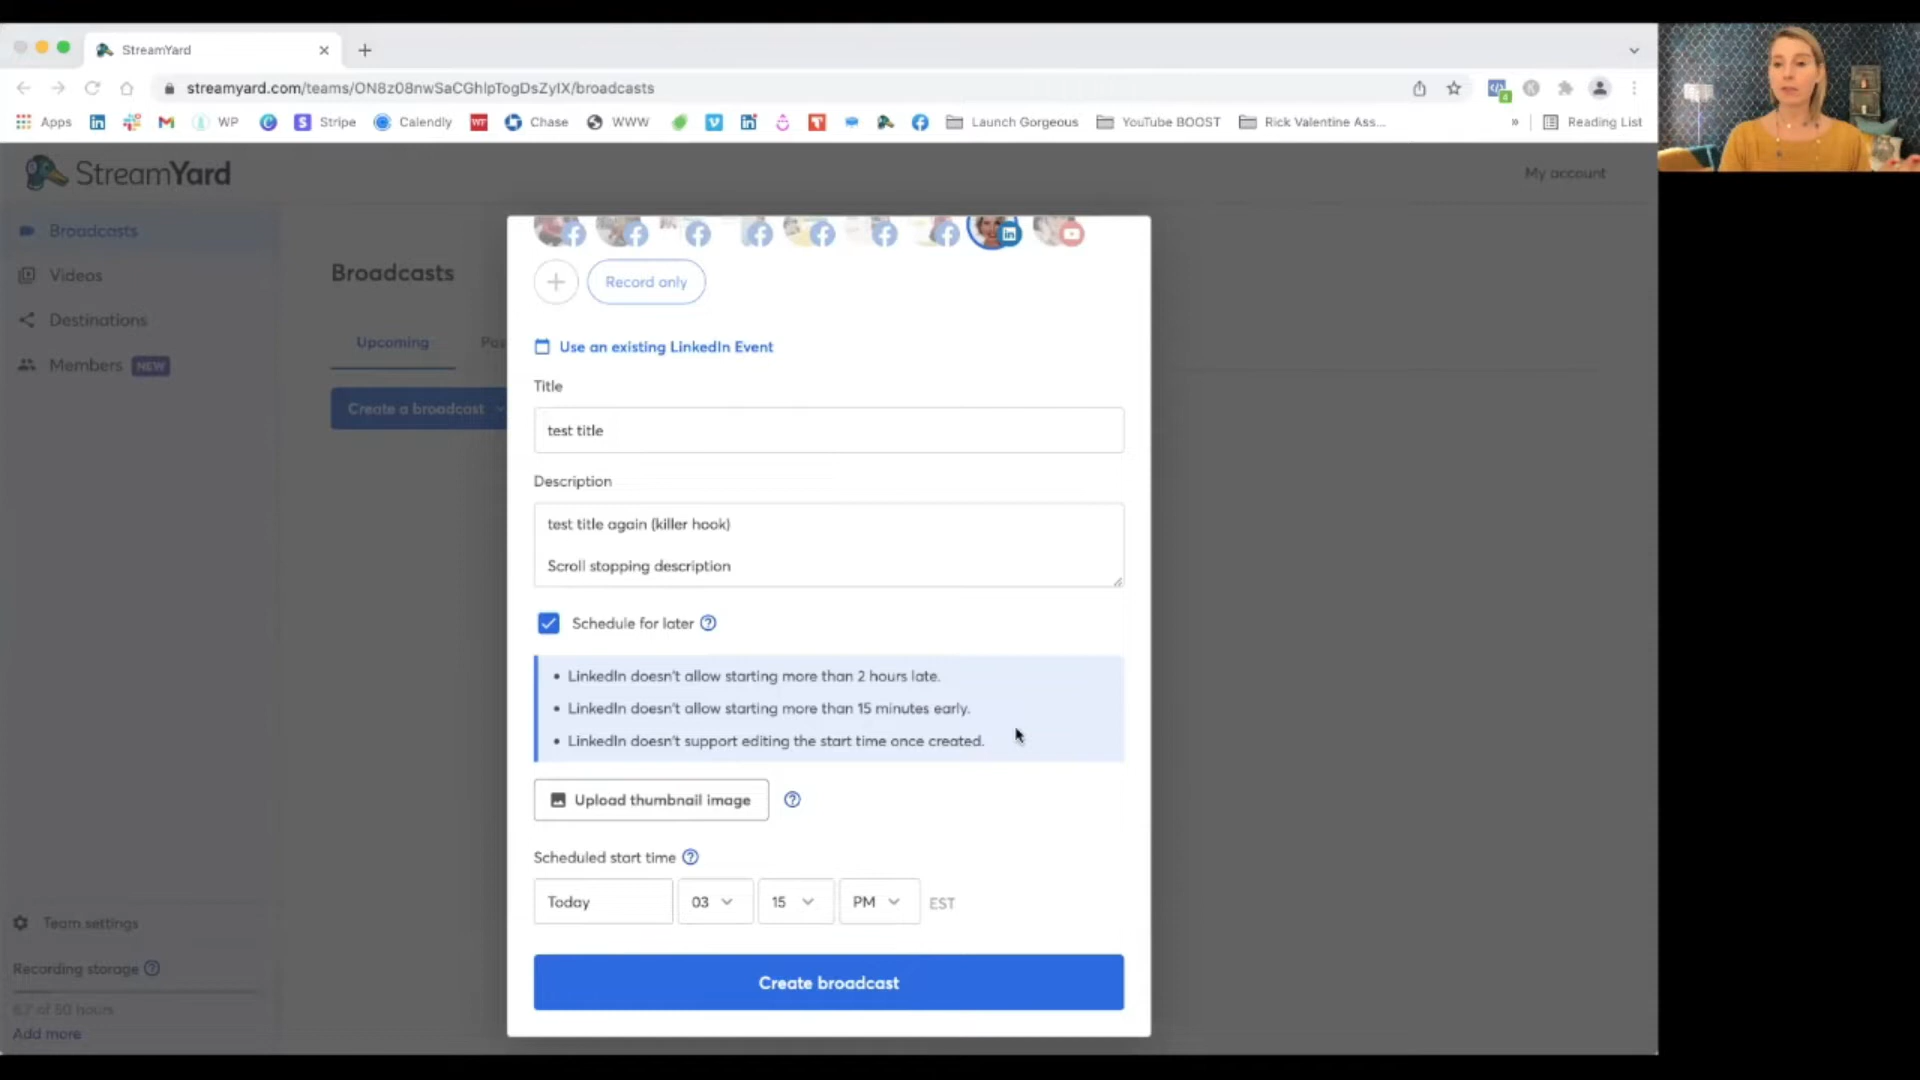 StreamYard
streamyard.com/teams/ON8z08nwSaCGhlpTogDsZyIX/broadcasts
Apps
WP
Stripe
Calendly
Chase
WWW
Launch Gorgeous
YouTube BOOST
Rick Valentine Ass...
»
Reading List
StreamYard
My account
Broadcasts
Videos
Destinations
Members NEW
Broadcasts
Upcoming
Create a broadcast
Record only
Use an existing LinkedIn Event
Title
test title
Description
test title again (killer hook)
Scroll stopping description
Schedule for later
• LinkedIn doesn't allow starting more than 2 hours late.
• LinkedIn doesn't allow starting more than 15 minutes early.
• LinkedIn doesn't support editing the start time once created.
Upload thumbnail image
Scheduled start time
Today 03 15 PM EST
Create broadcast
Team settings
Recording storage
of 50 hours
Add more